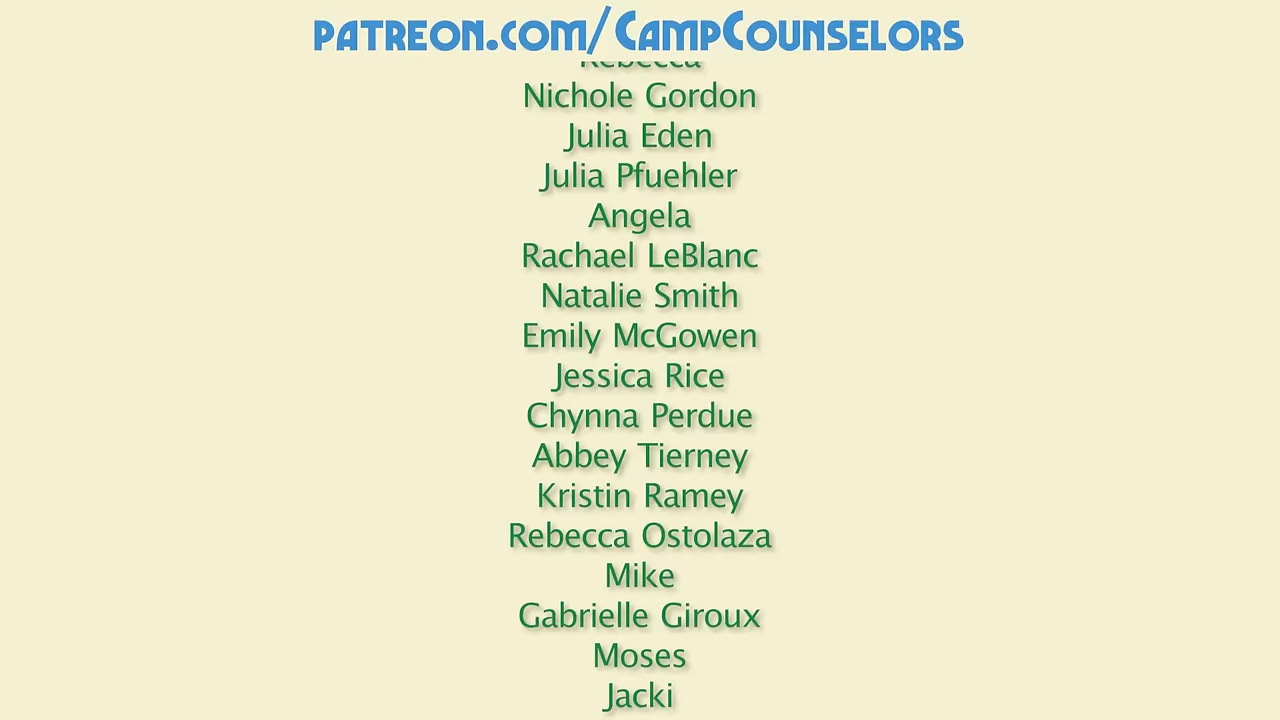 PATREON.COM/CAMPCOUNSELORS
Rebecca
Nichole Gordon
Julia Eden
Julia Pfuehler
Angela
Rachael LeBlanc
Natalie Smith
Emily McGowen
Jessica Rice
Chynna Perdue
Abbey Tierney
Kristin Ramey
Rebecca Ostolaza
Mike
Gabrielle Giroux
Moses
Jacki